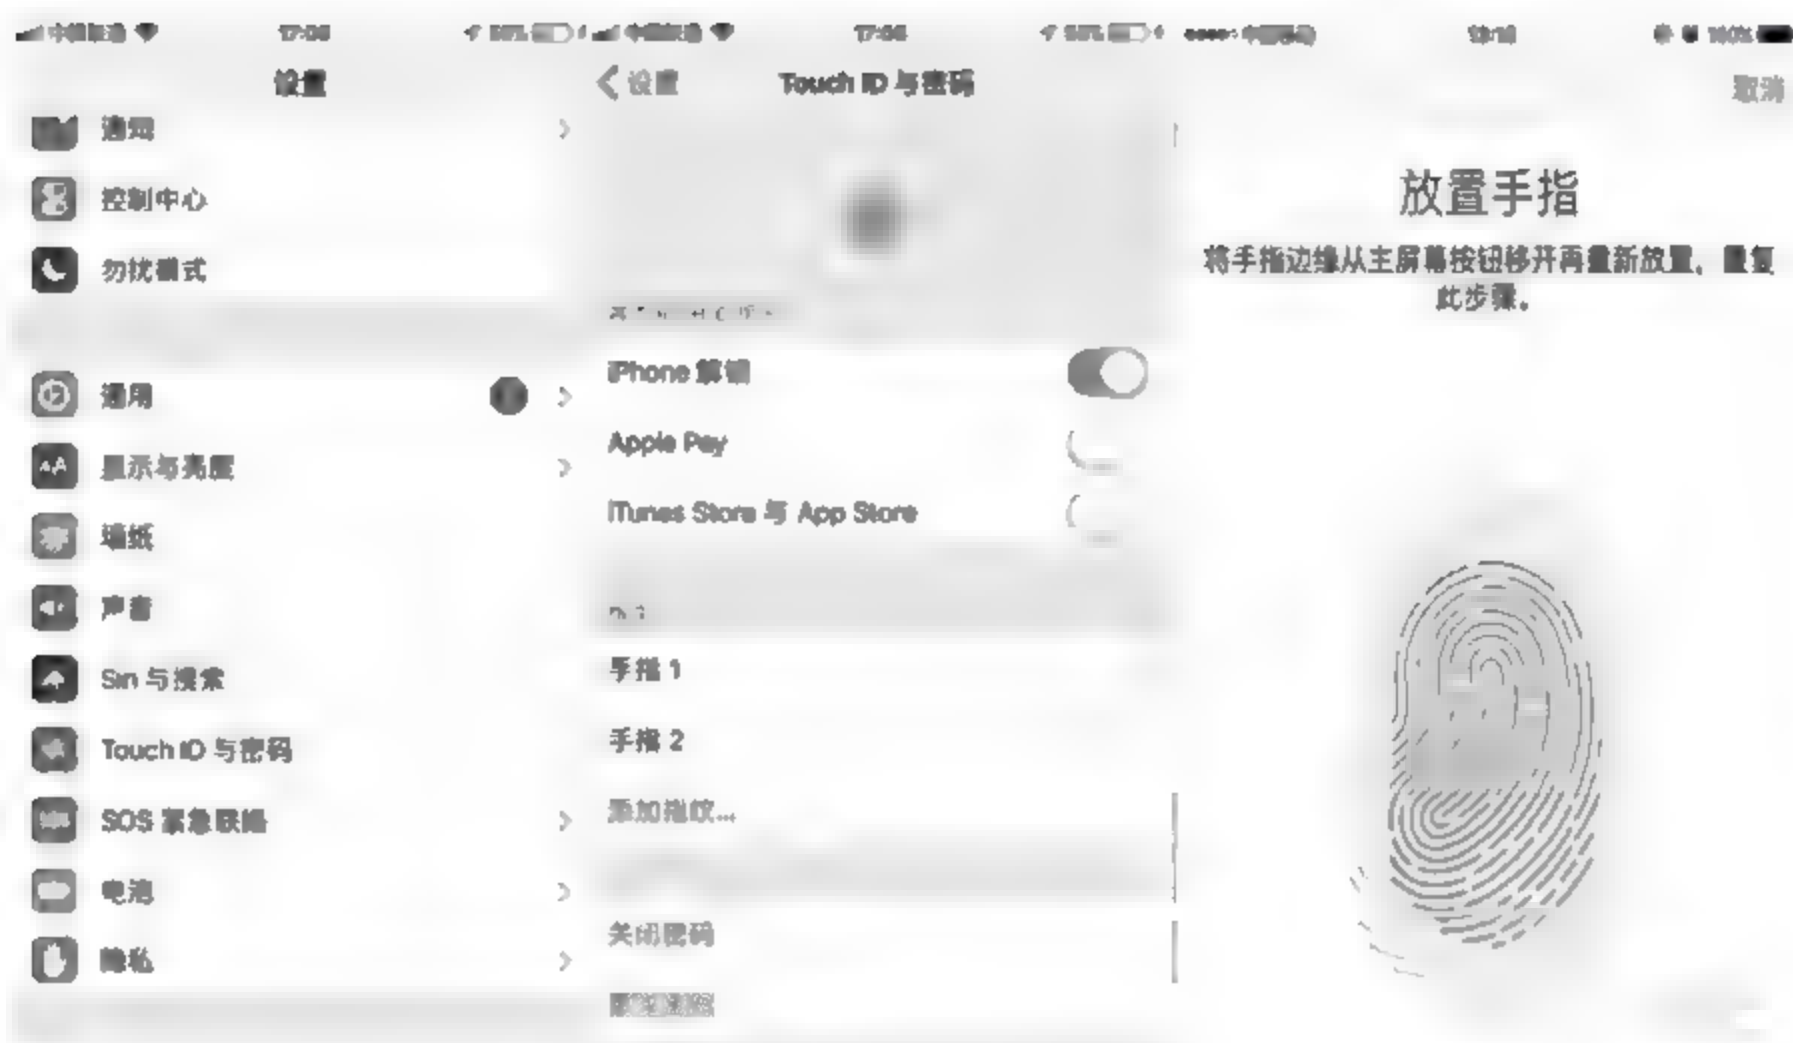 17:06
设置
通知
控制中心
勿扰模式
通用
显示与亮度
墙纸
声音
Siri 与搜索
Touch ID 与密码
SOS 紧急联络
电池
隐私
17:06
设置
Touch ID 与密码
iPhone 解锁
Apple Pay
iTunes Store 与 App Store
手指 1
手指 2
添加指纹...
关闭密码
100%
取消
放置手指
将手指边缘从主屏幕按钮移开再重新放置，重复
此步骤。